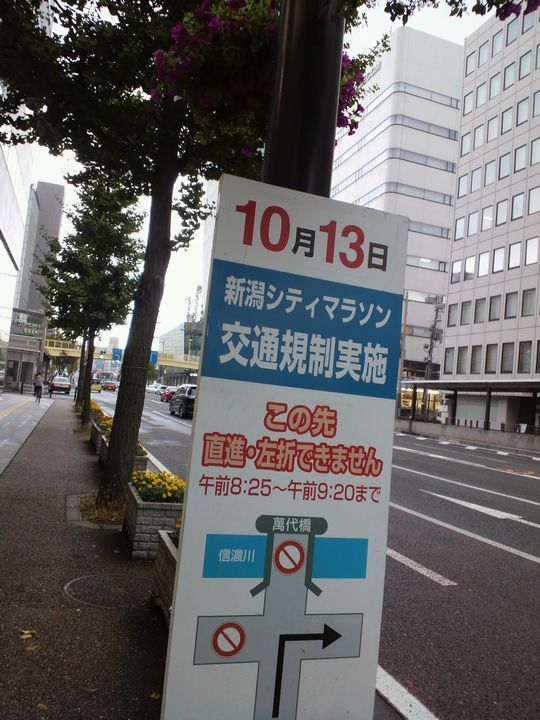 10月13日
新潟シティマラソン
交通規制実施
この先
直進・左折できません
午前8:25～午前9:20まで
萬代橋
信濃川